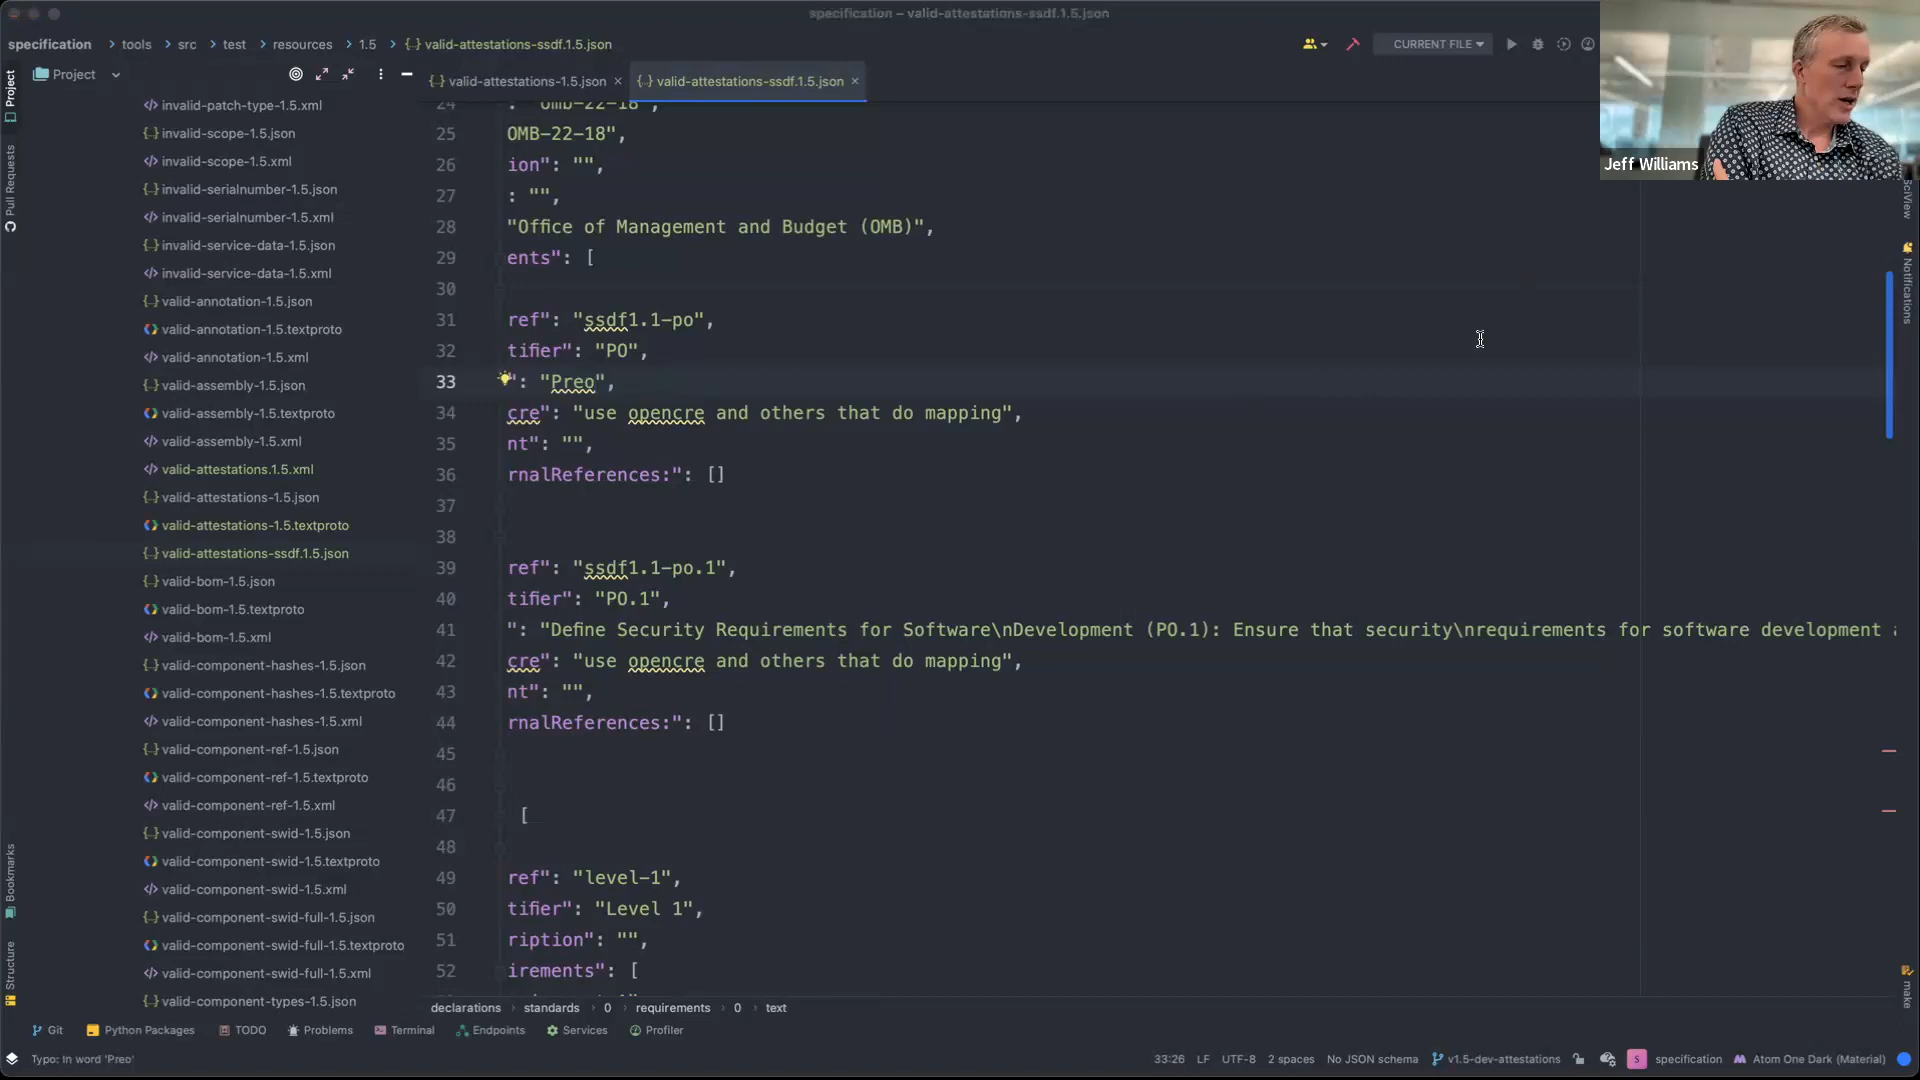 specification – valid-attestations-ssdf.1.5.json
specification > tools > src > test > resources > 1.5 > valid-attestations-ssdf.1.5.json
CURRENT FILE
Project
valid-attestations-1.5.json ×
valid-attestations-ssdf.1.5.json ×
Project
Pull Requests
Bookmarks
Structure
invalid-patch-type-1.5.xml
invalid-scope-1.5.json
invalid-scope-1.5.xml
invalid-serialnumber-1.5.json
invalid-serialnumber-1.5.xml
invalid-service-data-1.5.json
invalid-service-data-1.5.xml
valid-annotation-1.5.json
valid-annotation-1.5.textproto
valid-annotation-1.5.xml
valid-assembly-1.5.json
valid-assembly-1.5.textproto
valid-assembly-1.5.xml
valid-attestations.1.5.xml
valid-attestations-1.5.json
valid-attestations-1.5.textproto
valid-attestations-ssdf.1.5.json
valid-bom-1.5.json
valid-bom-1.5.textproto
valid-bom-1.5.xml
valid-component-hashes-1.5.json
valid-component-hashes-1.5.textproto
valid-component-hashes-1.5.xml
valid-component-ref-1.5.json
valid-component-ref-1.5.textproto
valid-component-ref-1.5.xml
valid-component-swid-1.5.json
valid-component-swid-1.5.textproto
valid-component-swid-1.5.xml
valid-component-swid-full-1.5.json
valid-component-swid-full-1.5.textproto
valid-component-swid-full-1.5.xml
valid-component-types-1.5.json
24 : "omb-22-18",
25 OMB-22-18",
26 ion": "",
27 : "",
28 "Office of Management and Budget (OMB)",
29 ents": [
30
31 ref": "ssdf1.1-po",
32 tifier": "PO",
33 ": "Preo",
34 cre": "use opencre and others that do mapping",
35 nt": "",
36 rnalReferences:": []
37
38
39 ref": "ssdf1.1-po.1",
40 tifier": "PO.1",
41 ": "Define Security Requirements for Software\nDevelopment (PO.1): Ensure that security\nrequirements for software development
42 cre": "use opencre and others that do mapping",
43 nt": "",
44 rnalReferences:": []
45
46
47 [
48
49 ref": "level-1",
50 tifier": "Level 1",
51 ription": "",
52 irements": [
Jeff Williams
SciView
Notifications
make
declarations > standards > 0 > requirements > 0 > text
Git
Python Packages
TODO
Problems
Terminal
Endpoints
Services
Profiler
Typo: In word 'Preo'
33:26 LF UTF-8 2 spaces No JSON schema v1.5-dev-attestations S specification Atom One Dark (Material)